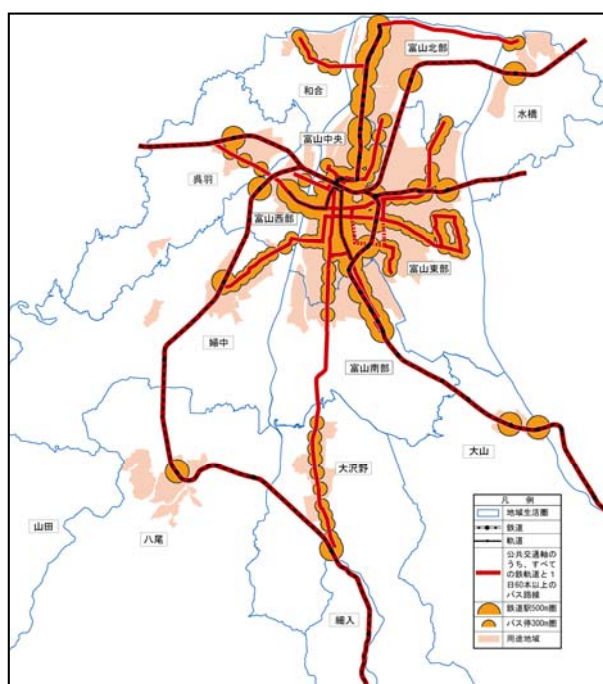 富山北部
和合
水橋
富山中央
呉羽
富山西部
富山東部
婦中
富山南部
大山
大沢野
山田
八尾
細入
凡　例
地域生活圏
鉄道
軌道
公共交通軸の
うち、すべて
の鉄軌道と１
日60本以上の
バス路線
鉄道駅500m圏
バス停300m圏
用途地域